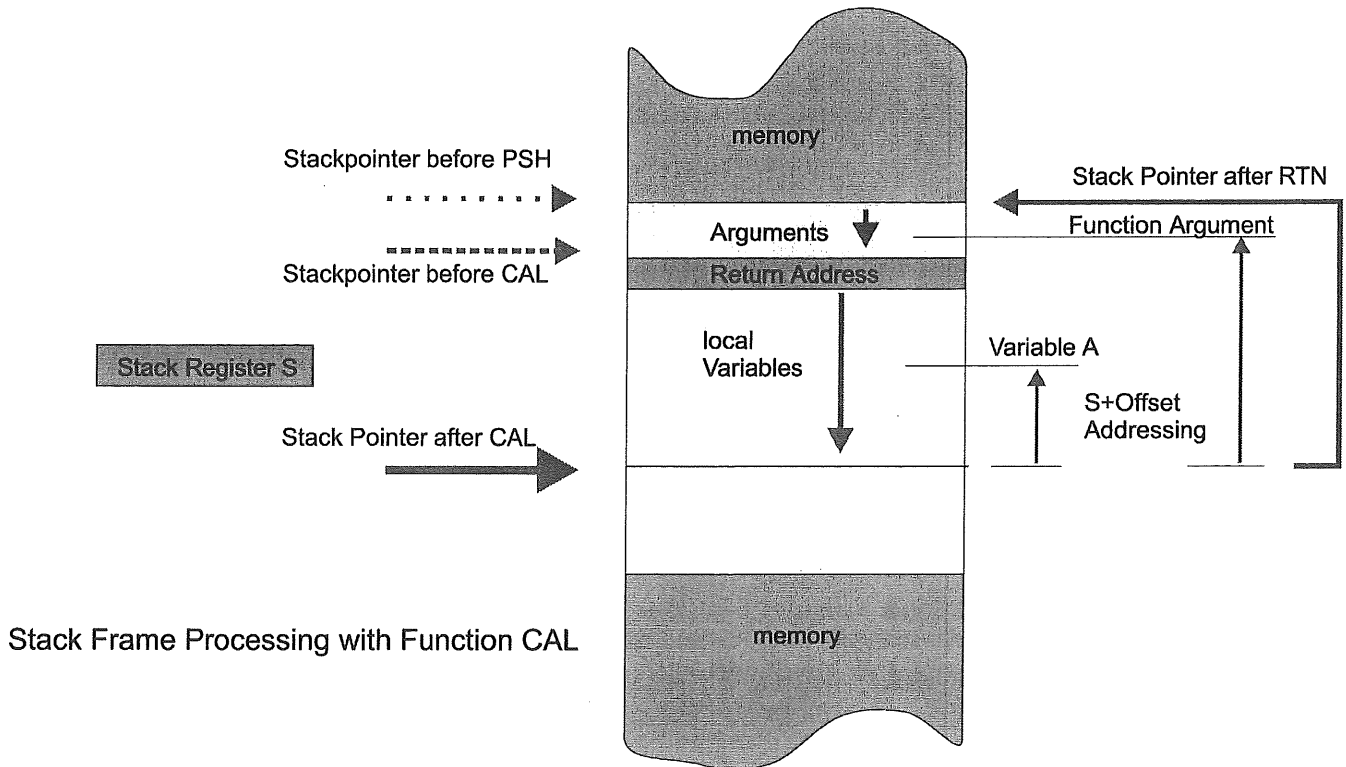 memory
Stackpointer before PSH
Stack Pointer after RTN
Arguments
Function Argument
Stackpointer before CAL
Return Address
local
Variables
Variable A
Stack Register S
S+Offset
Addressing
Stack Pointer after CAL
Stack Frame Processing with Function CAL
memory